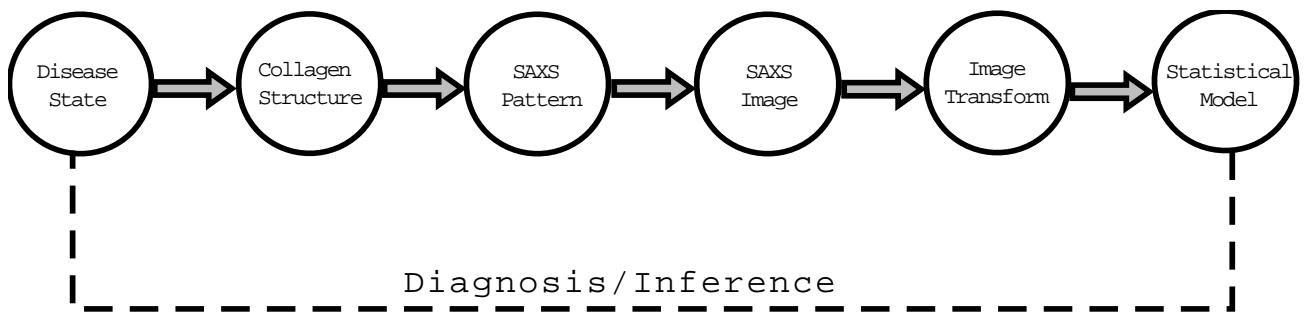 Disease
State
Collagen
Structure
SAXS
Pattern
SAXS
Image
Image
Transform
Statistical
Model
Diagnosis/Inference